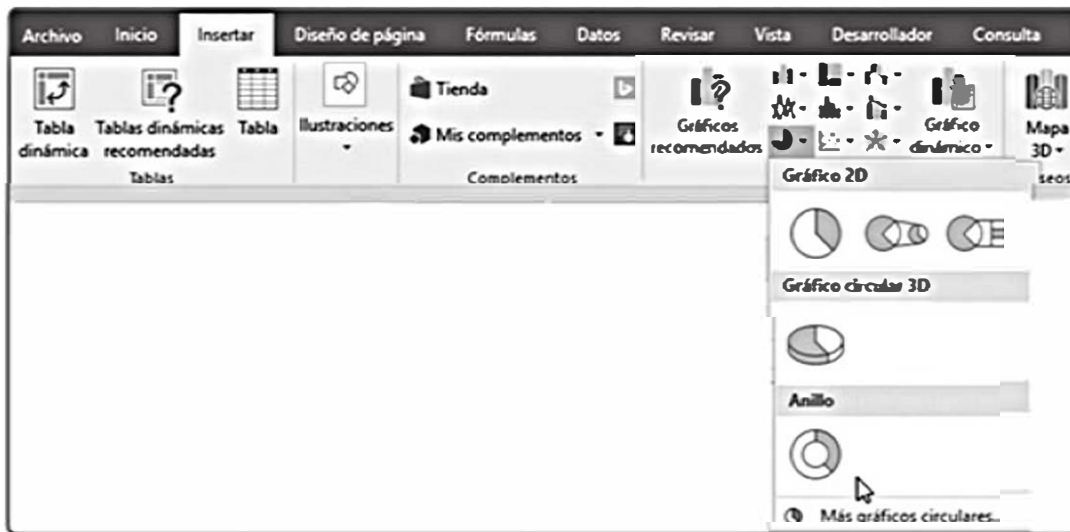 Archivo Inicio Insertar Diseño de página Fórmulas Datos Revisar Vista Desarrollador Consulta
Tabla dinámica
Tablas dinámicas recomendadas
Tabla
Tablas
Ilustraciones
Tienda
Mis complementos
Complementos
Gráficos recomendados
Gráfico dinámico
Mapa 3D
seos
Gráfico 2D
Gráfico circular 3D
Anillo
Más gráficos circulares...